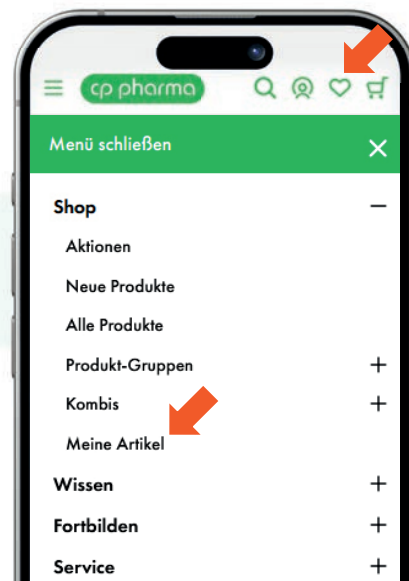 cp pharma
Menü schließen
Shop
Aktionen
Neue Produkte
Alle Produkte
Produkt-Gruppen
Kombis
Meine Artikel
Wissen
Fortbilden
Service